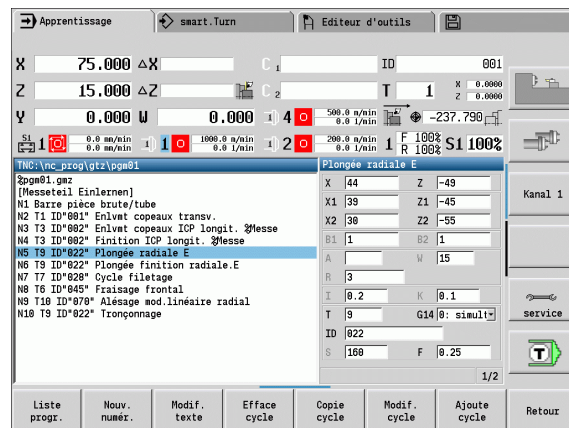 Apprentissage smart.Turn Editeur d'outils
X 75.000 △X C 1 ID 001
Z 15.000 △Z C 2 T 1 X 0.0000
Z 0.0000
Y 0.000 W 0.000 4 500.0 m/min
0.0 1/min -237.790
S1 1 0.0 mm/min
0.0 mm/min 1 1000.0 m/min
0.0 1/min 2 200.0 m/min
0.0 1/min 1 F 100%
R 100% S1 100%
TNC:\nc_prog\gtz\pgm01
%pgm01.gmz
[Messeteil Einlernen]
N1 Barre pièce brute/tube
N2 T1 ID"001" Enlvmt copeaux transv.
N3 T3 ID"002" Enlvmt copeaux ICP longit. %Messe
N4 T3 ID"002" Finition ICP longit. %Messe
N5 T9 ID"022" Plongée radiale E
N6 T9 ID"022" Plongée finition radiale.E
N7 T7 ID"028" Cycle filetage
N8 T6 ID"045" Fraisage frontal
N9 T10 ID"070" Alésage mod.linéaire radial
N10 T9 ID"022" Tronçonnage
Plongée radiale E
X 44 Z -49
X1 39 Z1 -45
X2 30 Z2 -55
B1 1 B2 1
A W 15
R 3
I 0.2 K 0.1
T 9 G14 0: simult
ID 022
S 160 F 0.25
1/2
Kanal 1
service
T
Liste progr.
Nouv. numér.
Modif. texte
Efface cycle
Copie cycle
Modif. cycle
Ajoute cycle
Retour